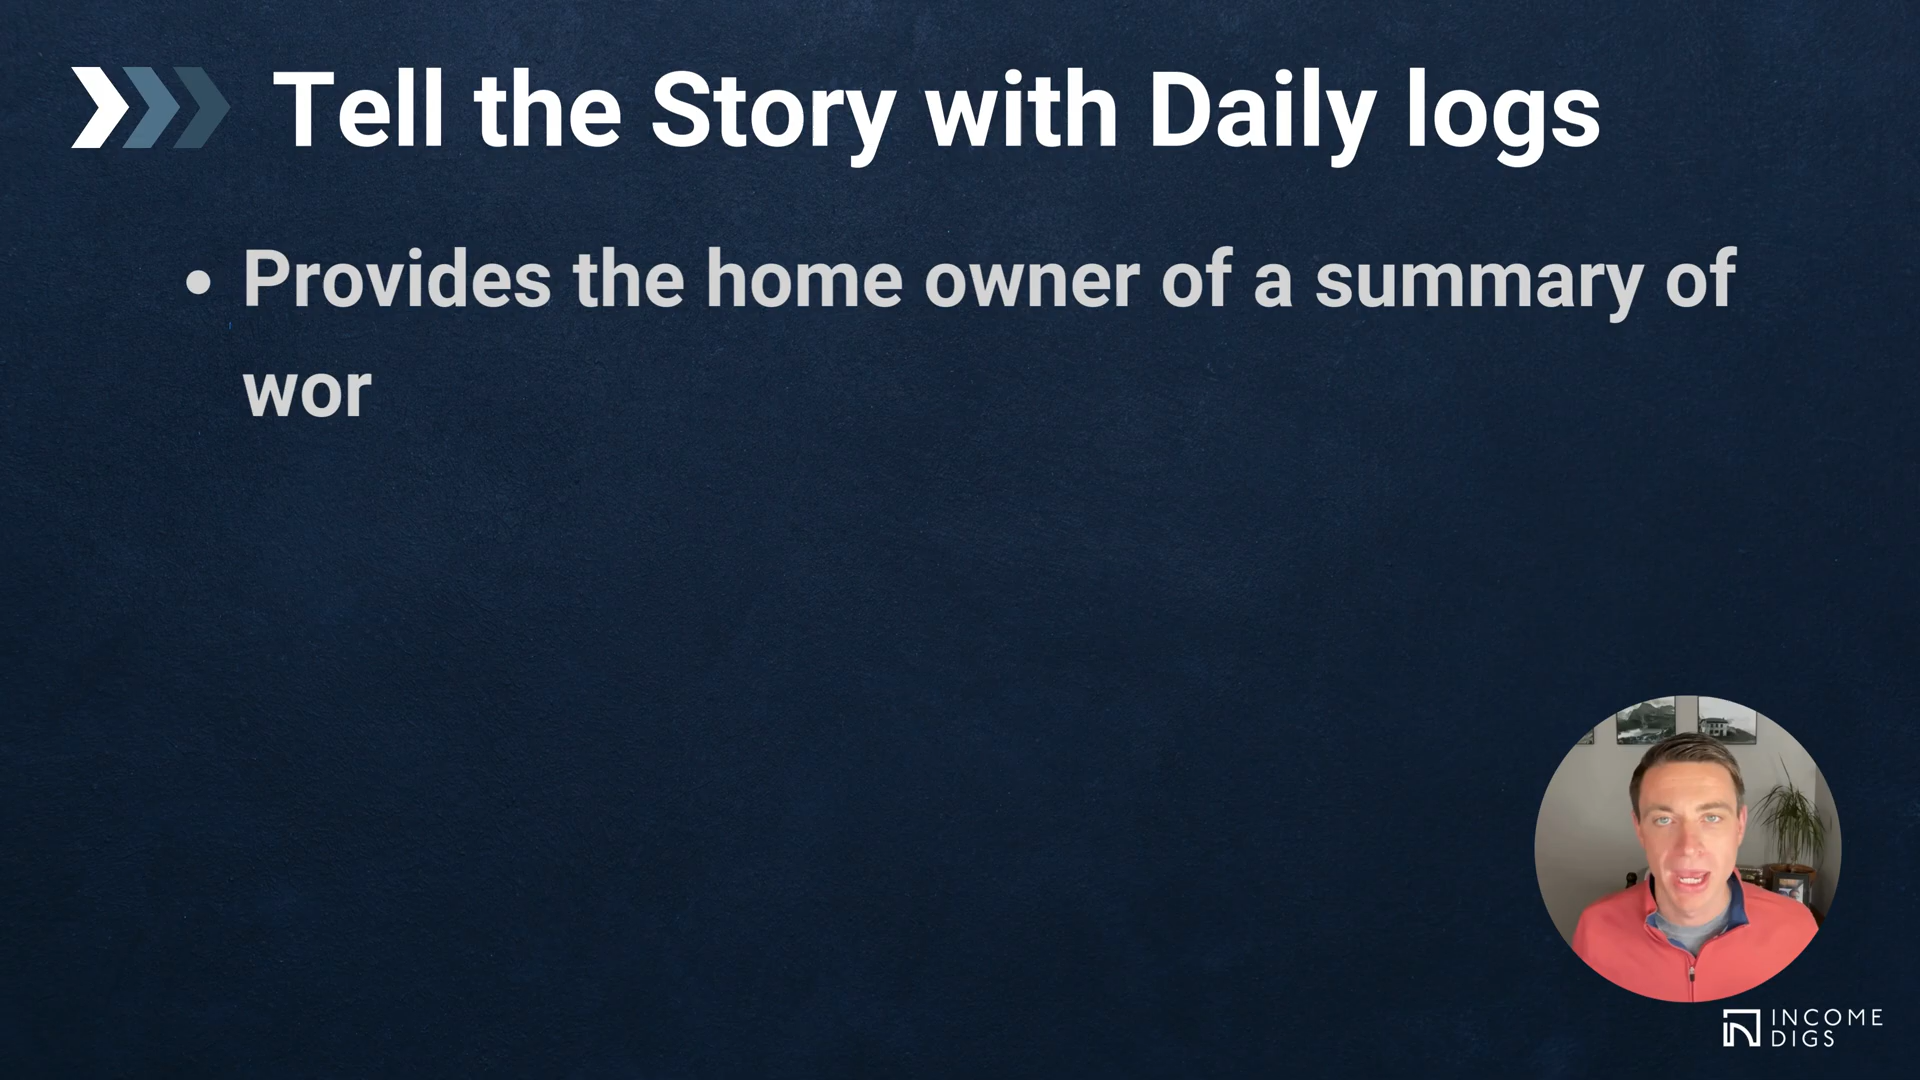 Tell the Story with Daily logs
• Provides the home owner of a summary of
wor
INCOME
DIGS